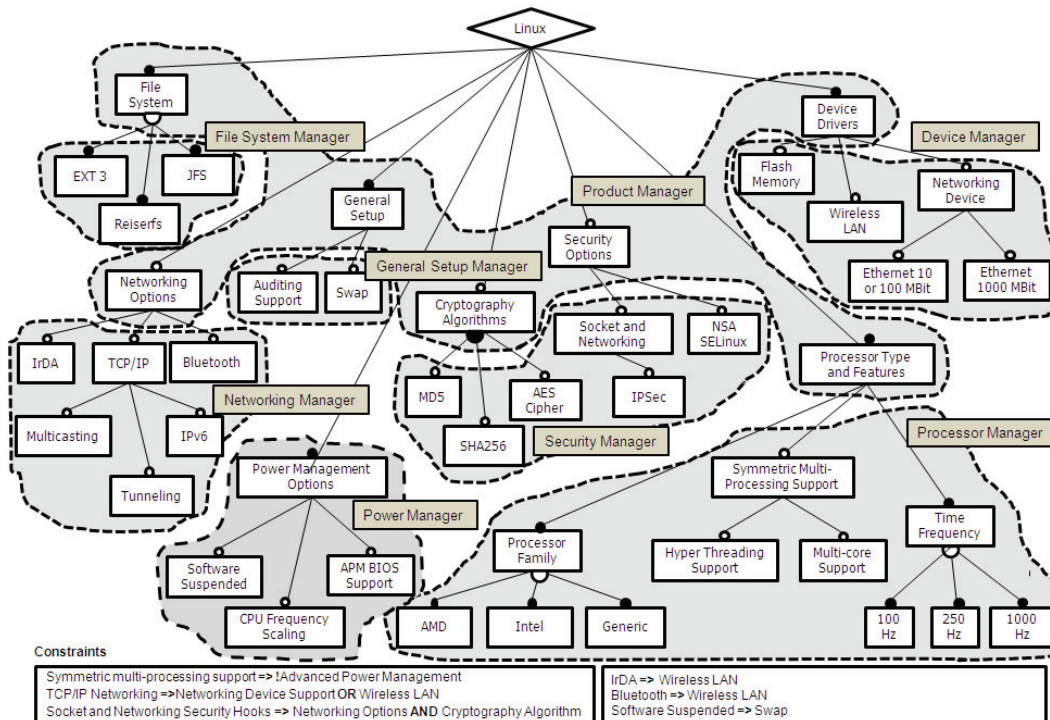 Linux
File
System
Device
Drivers
File System Manager
Device Manager
EXT 3
JFS
Reiserfs
General
Setup
Product Manager
Flash
Memory
Networking
Device
Wireless
LAN
Security
Options
Networking
Options
Auditing
Support
Swap
General Setup Manager
Cryptography
Algorithms
Ethernet 10
or 100 MBit
Ethernet
1000 MBit
Socket and
Networking
NSA
SELinux
IrDA
TCP/IP
Bluetooth
Processor Type
and Features
MD5
AES
Cipher
IPSec
Networking Manager
Multicasting
IPv6
SHA256
Security Manager
Processor Manager
Tunneling
Power Management
Options
Symmetric Multi-
Processing Support
Power Manager
Time
Frequency
Software
Suspended
APM BIOS
Support
Processor
Family
Hyper Threading
Support
Multi-core
Support
CPU Frequency
Scaling
AMD
Intel
Generic
100
Hz
250
Hz
1000
Hz
Constraints
Symmetric multi-processing support => !Advanced Power Management
TCP/IP Networking =>Networking Device Support OR Wireless LAN
Socket and Networking Security Hooks => Networking Options AND Cryptography Algorithm
IrDA => Wireless LAN
Bluetooth => Wireless LAN
Software Suspended=> Swap